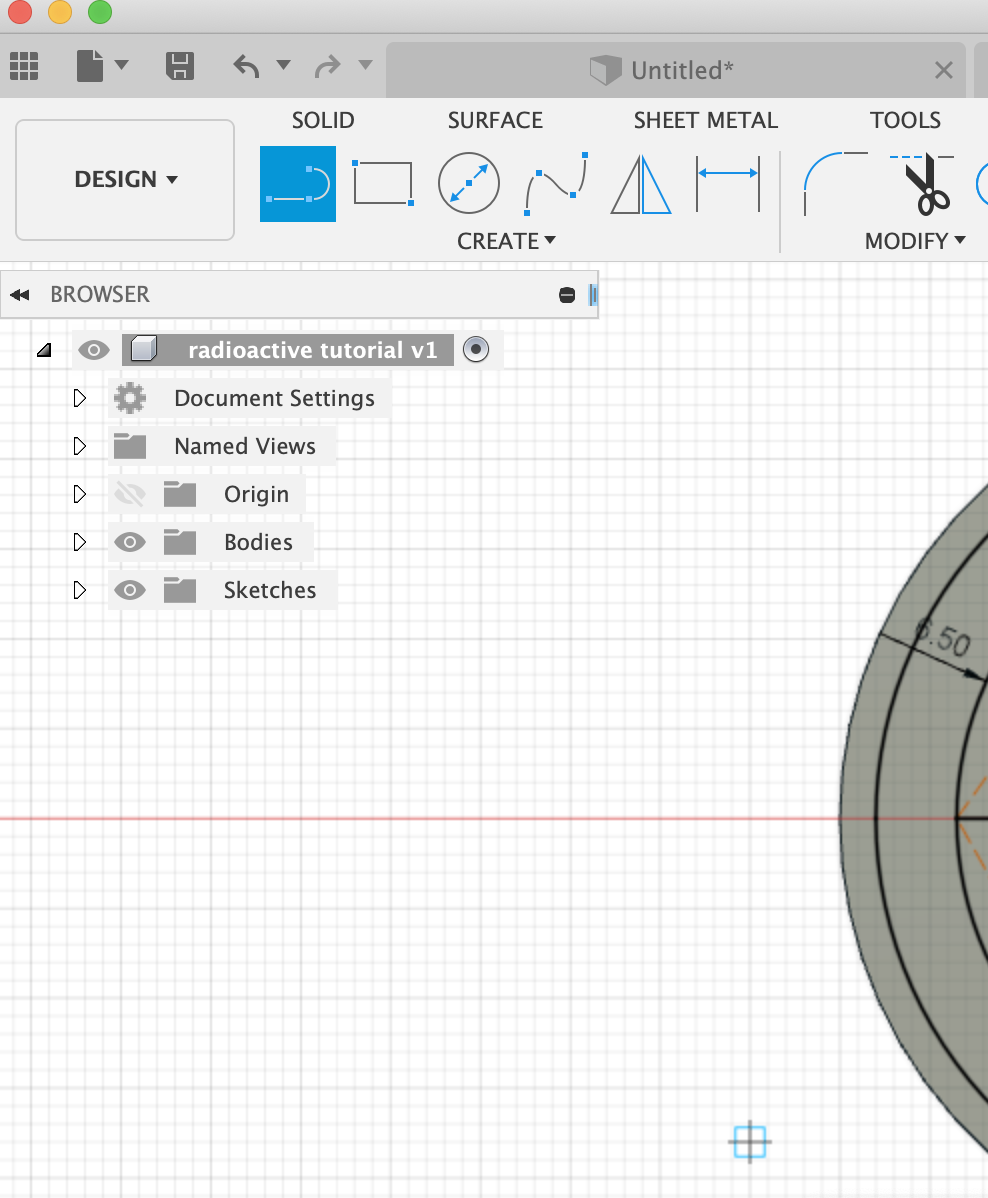 Untitled*
SOLID SURFACE SHEET METAL TOOLS
DESIGN
CREATE MODIFY
BROWSER
radioactive tutorial v1
Document Settings
Named Views
Origin
Bodies
Sketches
6.50